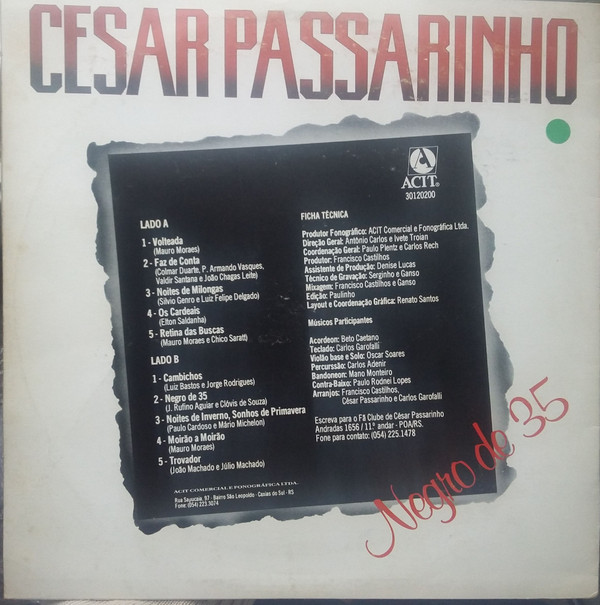 CESAR PASSARINHO
A
ACIT®
30120200
LADO A
1 - Volteada
(Mauro Moraes)
2 - Faz de Conta
(Colmar Duarte, P. Armando Vasques,
Valdir Santana e João Chagas Leite)
3 - Noites de Milongas
(Silvio Genro e Luiz Felipe Delgado)
4 - Os Cardeais
(Elton Saldanha)
5 - Retina das Buscas
(Mauro Moraes e Chico Saratt)
LADO B
1 - Cambichos
(Luiz Bastos e Jorge Rodrigues)
2 - Negro de 35
(J. Rufino Aguiar e Clóvis de Souza)
3 - Noites de Inverno, Sonhos de Primavera
(Paulo Cardoso e Mário Michelon)
4 - Moirão a Moirão
(Mauro Moraes)
5 - Trovador
(João Machado e Júlio Machado)
ACIT COMERCIAL E FONOGRÁFICA LTDA.
97 - Bairro São Leopoldo - Caxias do Sul - RS
Fone: (054) 223.3074
FICHA TÉCNICA
Produtor Fonográfico: ACIT Comercial e Fonográfica Ltda.
Direção Geral: Antônio Carlos e Ivete Troian
Coordenação Geral: Paulo Plentz e Carlos Rech
Produtor: Francisco Castilhos
Assistente de Produção: Denise Lucas
Técnico de Gravação: Serginho e Ganso
Mixagem: Francisco Castilhos e Ganso
Edição: Paulinho
Layout e Coordenação Gráfica: Renato Santos
Músicos Participantes
Acordeon: Beto Caetano
Teclado: Carlos Garofalli
Violão base e Solo: Oscar Soares
Percurssão: Carlos Adenir
Bandoneon: Mano Monteiro
Contra-Baixo: Paulo Rodnei Lopes
Arranjos: Francisco Castilhos,
César Passarinho e Carlos Garofalli
Escreva para o Fã Clube de César Passarinho
Andradas 1656 / 11.º andar - POA/RS.
Fone para contato: (054) 225.1478
Negro de 35